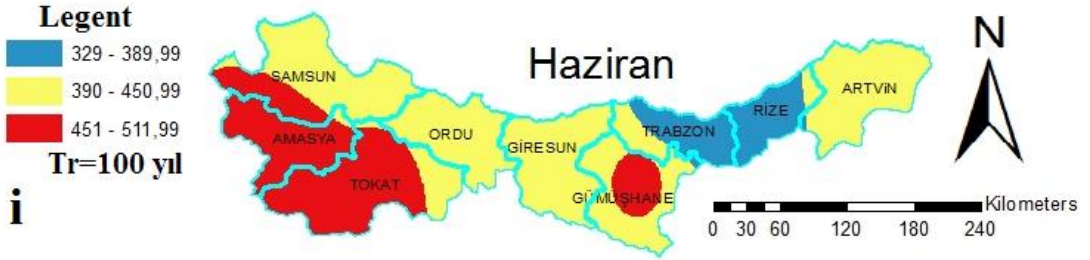 Legent
329 - 389,99
390 - 450,99
451 - 511,99
Tr=100 yıl
i
Haziran
N
SAMSUN
AMASYA
TOKAT
ORDU
GİRESUN
GÜMÜŞHANE
TRABZON
RİZE
ARTVİN
Kilometers
0 30 60 120 180 240